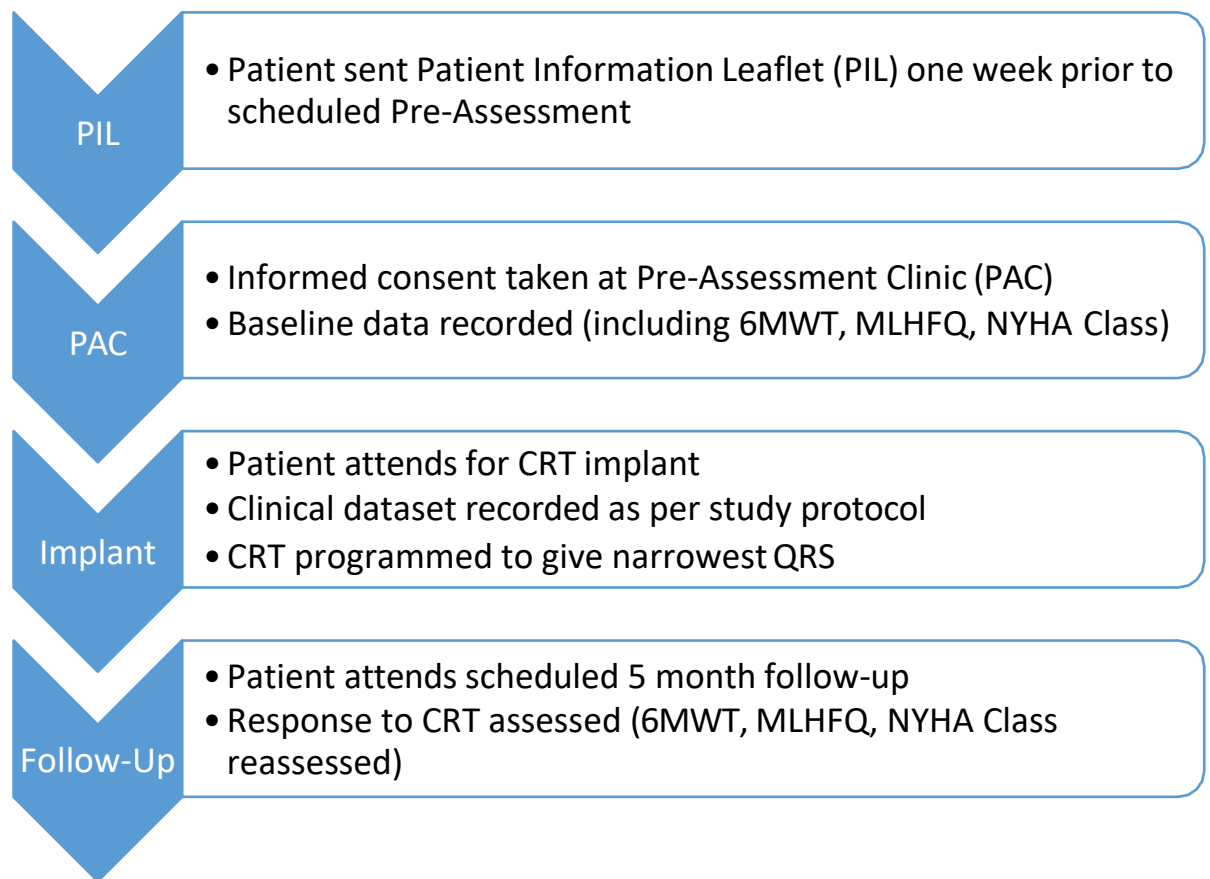 PIL
• Patient sent Patient Information Leaflet (PIL) one week prior to
scheduled Pre-Assessment
PAC
• Informed consent taken at Pre-Assessment Clinic (PAC)
• Baseline data recorded (including 6MWT, MLHFQ, NYHA Class)
Implant
• Patient attends for CRT implant
• Clinical dataset recorded as per study protocol
• CRT programmed to give narrowest QRS
Follow-Up
• Patient attends scheduled 5 month follow-up
• Response to CRT assessed (6MWT, MLHFQ, NYHA Class
reassessed)